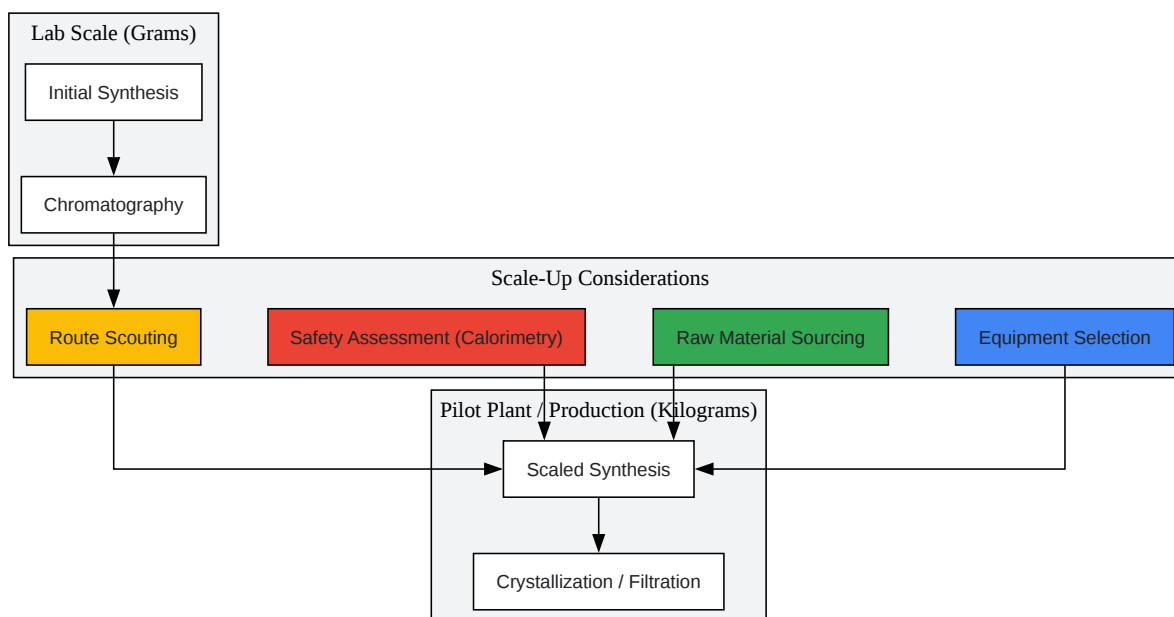 Lab Scale (Grams)
Initial Synthesis
Chromatography
Scale-Up Considerations
Route Scouting
Safety Assessment (Calorimetry)
Raw Material Sourcing
Equipment Selection
Pilot Plant / Production (Kilograms)
Scaled Synthesis
Crystallization / Filtration